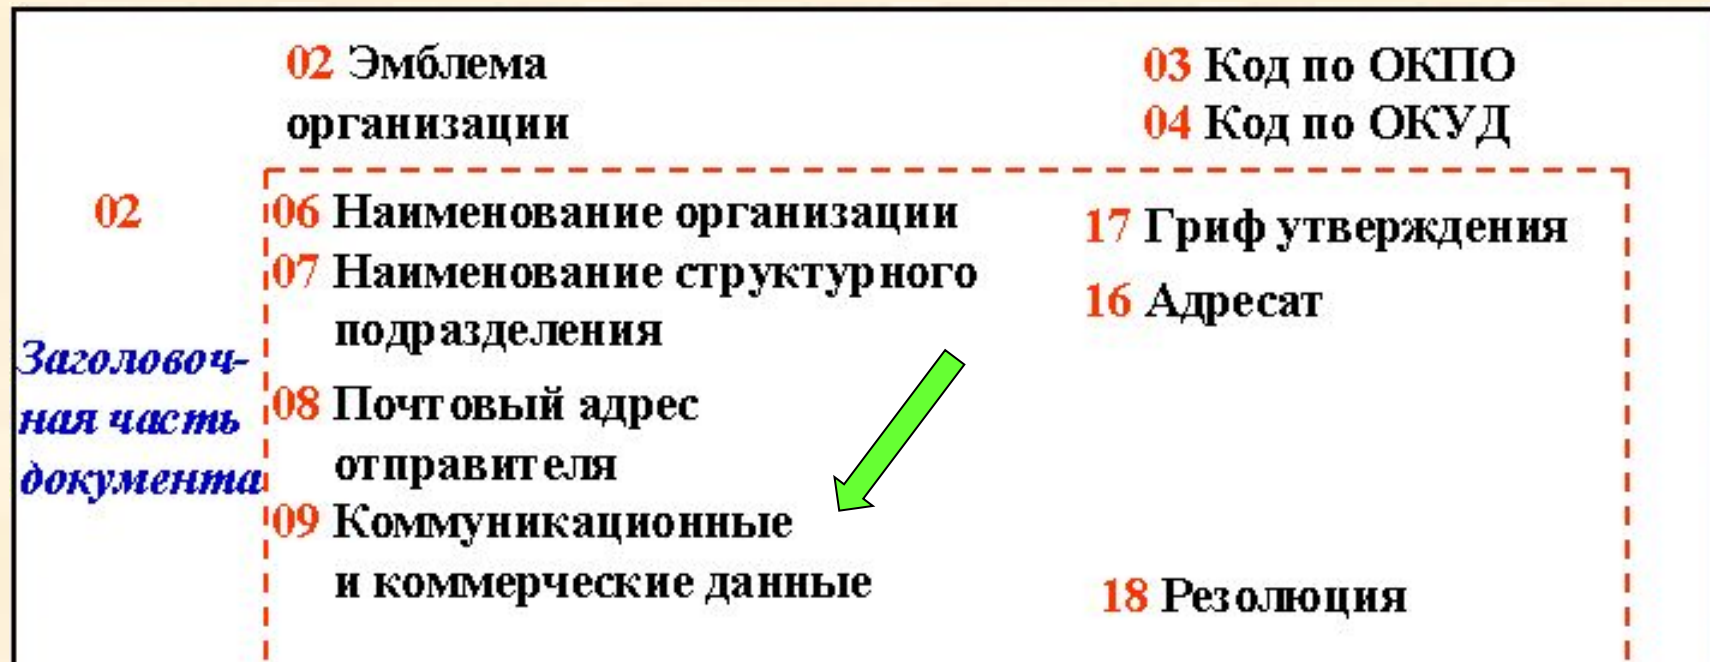 02 Эмблема
организации
03 Код по ОКПО
04 Код по ОКУД
02
Заголовоч-
ная часть
документа
06 Наименование организации
07 Наименование структурного
подразделения
08 Почтовый адрес
отправителя
09 Коммуникационные
и коммерческие данные
17 Гриф утверждения
16 Адресат
18 Резолюция